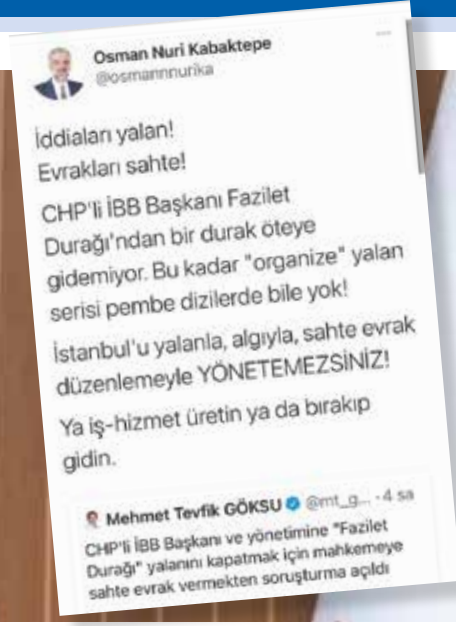 Osman Nuri Kabaktepe
@osmannnurika
İddiaları yalan!
Evrakları sahte!
CHP'li İBB Başkanı Fazilet
Durağı'ndan bir durak öteye
gidemiyor. Bu kadar "organize" yalan
serisi pembe dizilerde bile yok!
İstanbul'u yalanla, algıyla, sahte evrak
düzenlemeyle YÖNETEMEZSİNİZ!
Ya iş-hizmet üretin ya da bırakıp
gidin.
Mehmet Tevfik GÖKSU @mt_g... · 4 sa
CHP'li İBB Başkanı ve yönetimine "Fazilet
Durağı" yalanını kapatmak için mahkemeye
sahte evrak vermekten soruşturma açıldı